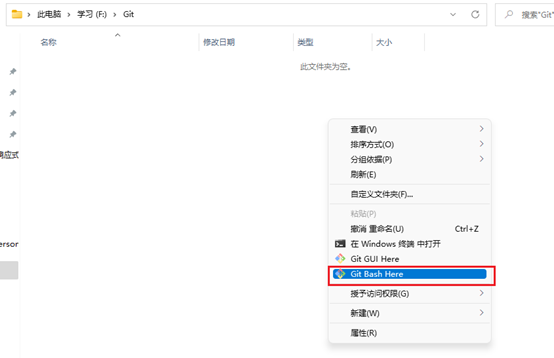 此电脑 > 学习 (F:) > Git
搜索"Git"
名称 修改日期 类型 大小
此文件夹为空。
查看(V)
排序方式(O)
分组依据(P)
刷新(E)
自定义文件夹(F)...
粘贴(P)
撤消 重命名(U) Ctrl+Z
在 Windows 终端 中打开
Git GUI Here
Git Bash Here
授予访问权限(G)
新建(W)
属性(R)
应式
erson